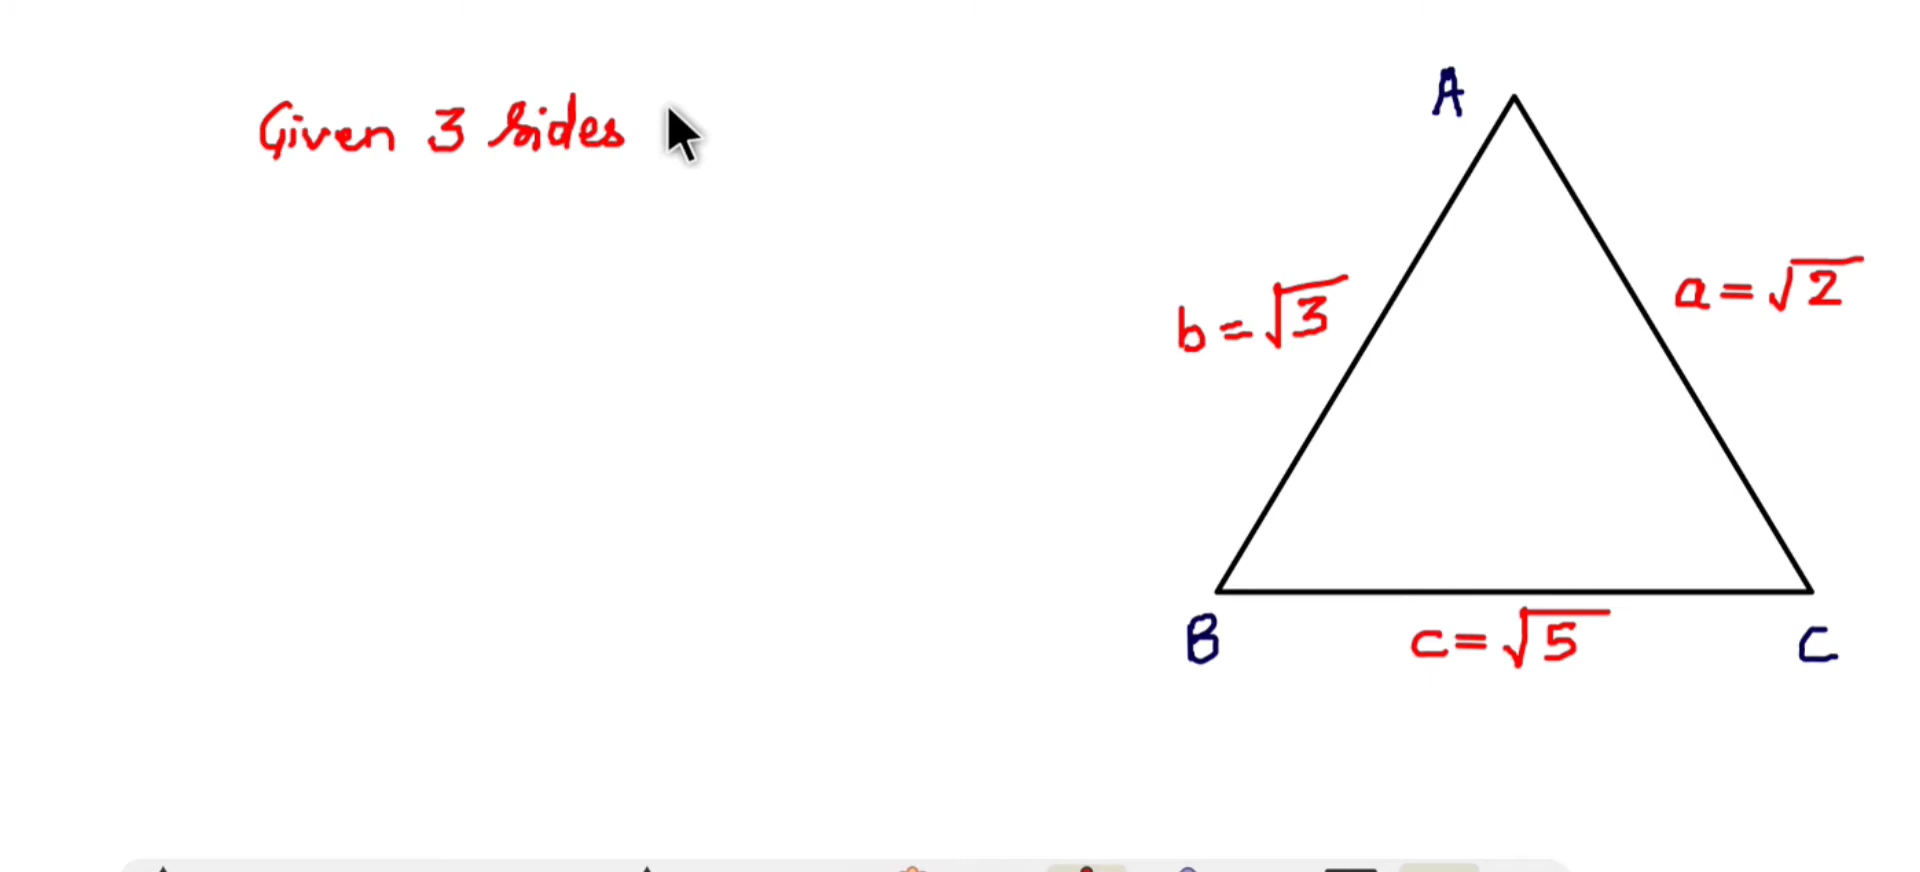 Given 3 sides
A
b = √3
a = √2
B
c = √5
C